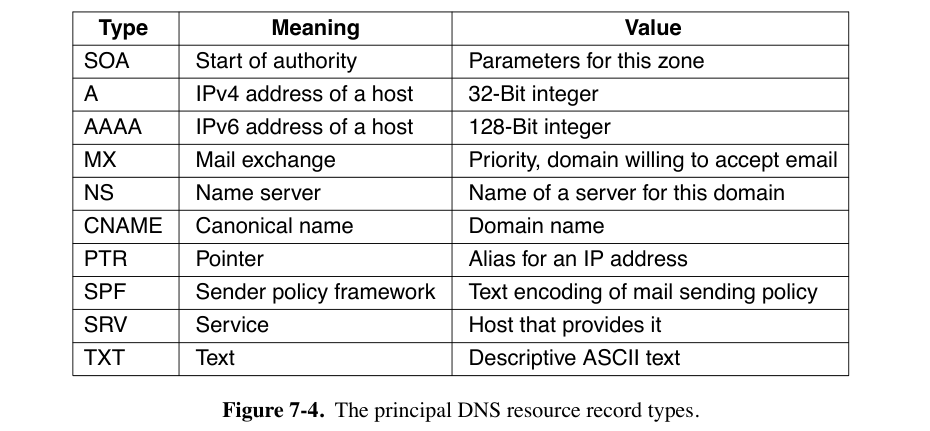 Type Meaning Value
SOA Start of authority Parameters for this zone
A IPv4 address of a host 32-Bit integer
AAAA IPv6 address of a host 128-Bit integer
MX Mail exchange Priority, domain willing to accept email
NS Name server Name of a server for this domain
CNAME Canonical name Domain name
PTR Pointer Alias for an IP address
SPF Sender policy framework Text encoding of mail sending policy
SRV Service Host that provides it
TXT Text Descriptive ASCII text
Figure 7-4. The principal DNS resource record types.